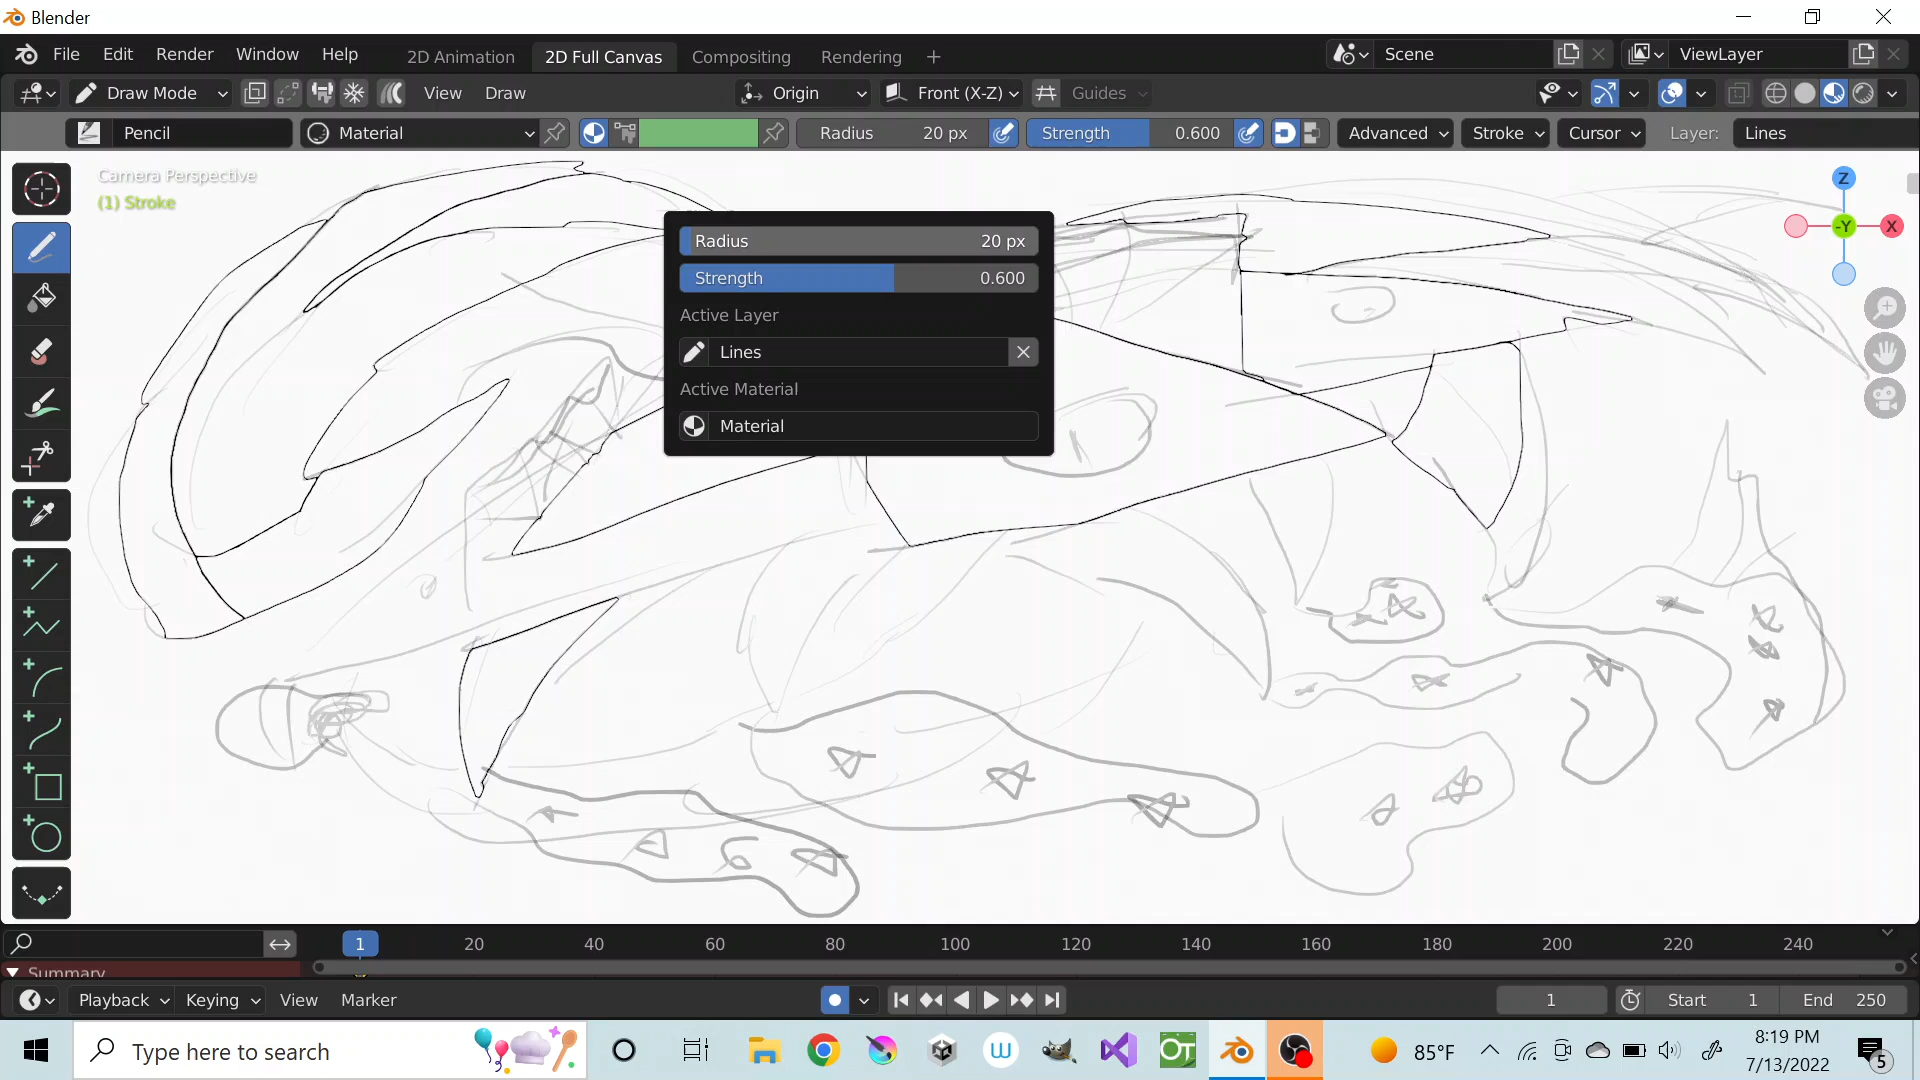 Blender
File Edit Render Window Help 2D Animation 2D Full Canvas Compositing Rendering + Scene ViewLayer
Draw Mode View Draw Origin Front (X-Z) Guides
Pencil Material Radius 20 px Strength 0.600 Advanced Stroke Cursor Layer: Lines
Camera Perspective
(1) Stroke
Z
-Y X
Radius 20 px
Strength 0.600
Active Layer
Lines
Active Material
Material
1 20 40 60 80 100 120 140 160 180 200 220 240
Summary
Playback Keying View Marker 1 Start 1 End 250
Type here to search 85°F 8:19 PM
7/13/2022 5